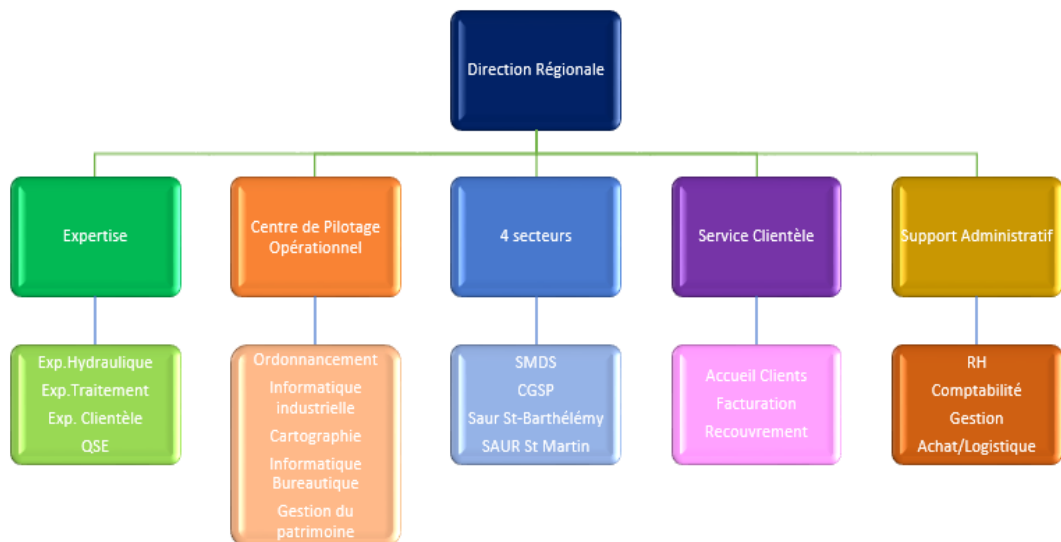 Direction Régionale
Expertise
Centre de Pilotage
Opérationnel
4 secteurs
Service Clientèle
Support Administratif
Exp.Hydraulique
Exp.Traitement
Exp. Clientèle
QSE
Ordonnancement
Informatique
industrielle
Cartographie
Informatique
Bureautique
Gestion du
patrimoine
SMDS
CGSP
Saur St-Barthélémy
SAUR St Martin
Accueil Clients
Facturation
Recouvrement
RH
Comptabilité
Gestion
Achat/Logistique